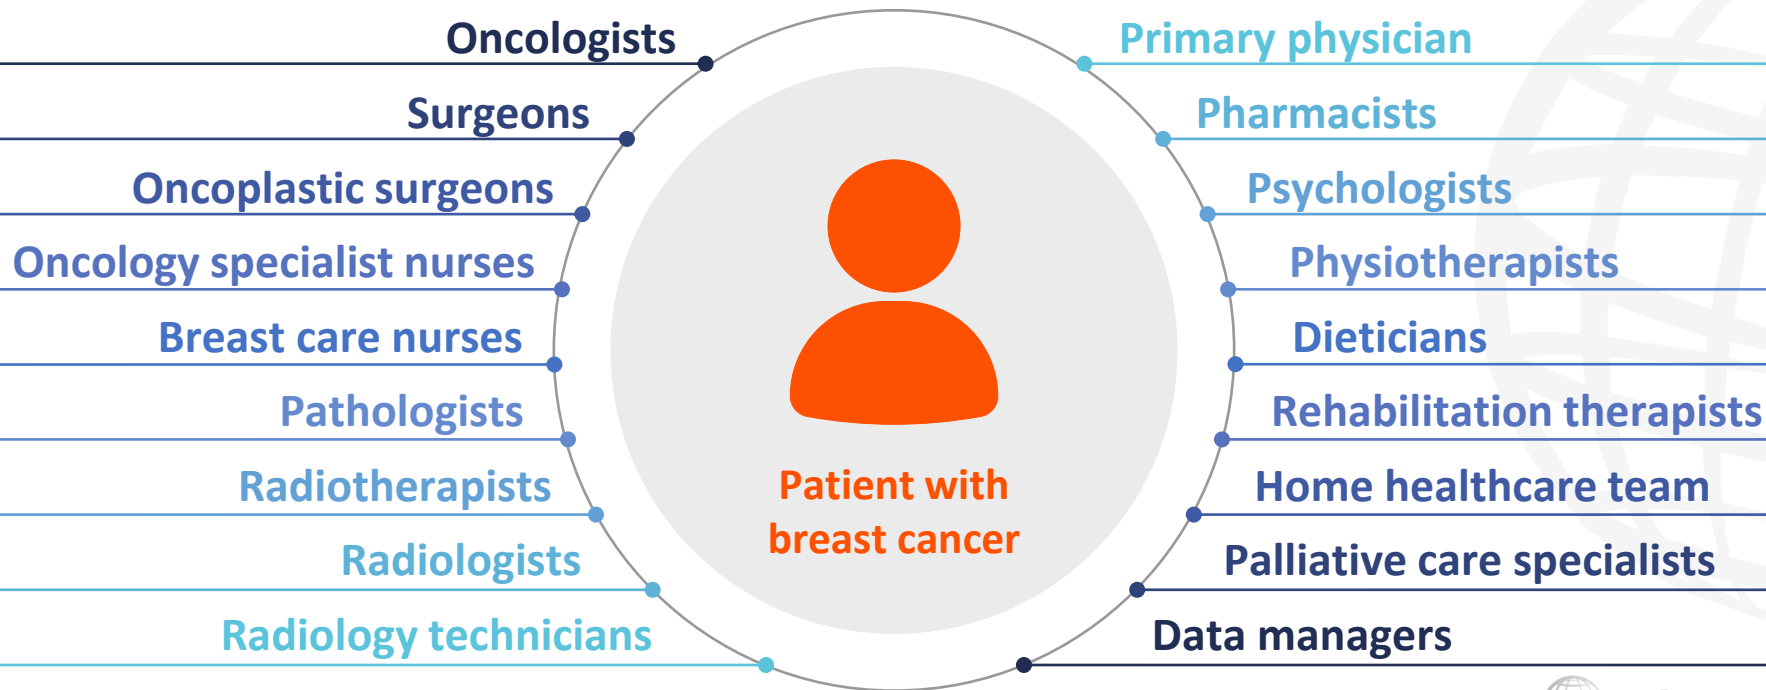 Oncologists
Surgeons
Oncoplastic surgeons
Oncology specialist nurses
Breast care nurses
Pathologists
Radiotherapists
Radiologists
Radiology technicians
Patient with
breast cancer
Primary physician
Pharmacists
Psychologists
Physiotherapists
Dieticians
Rehabilitation therapists
Home healthcare team
Palliative care specialists
Data managers